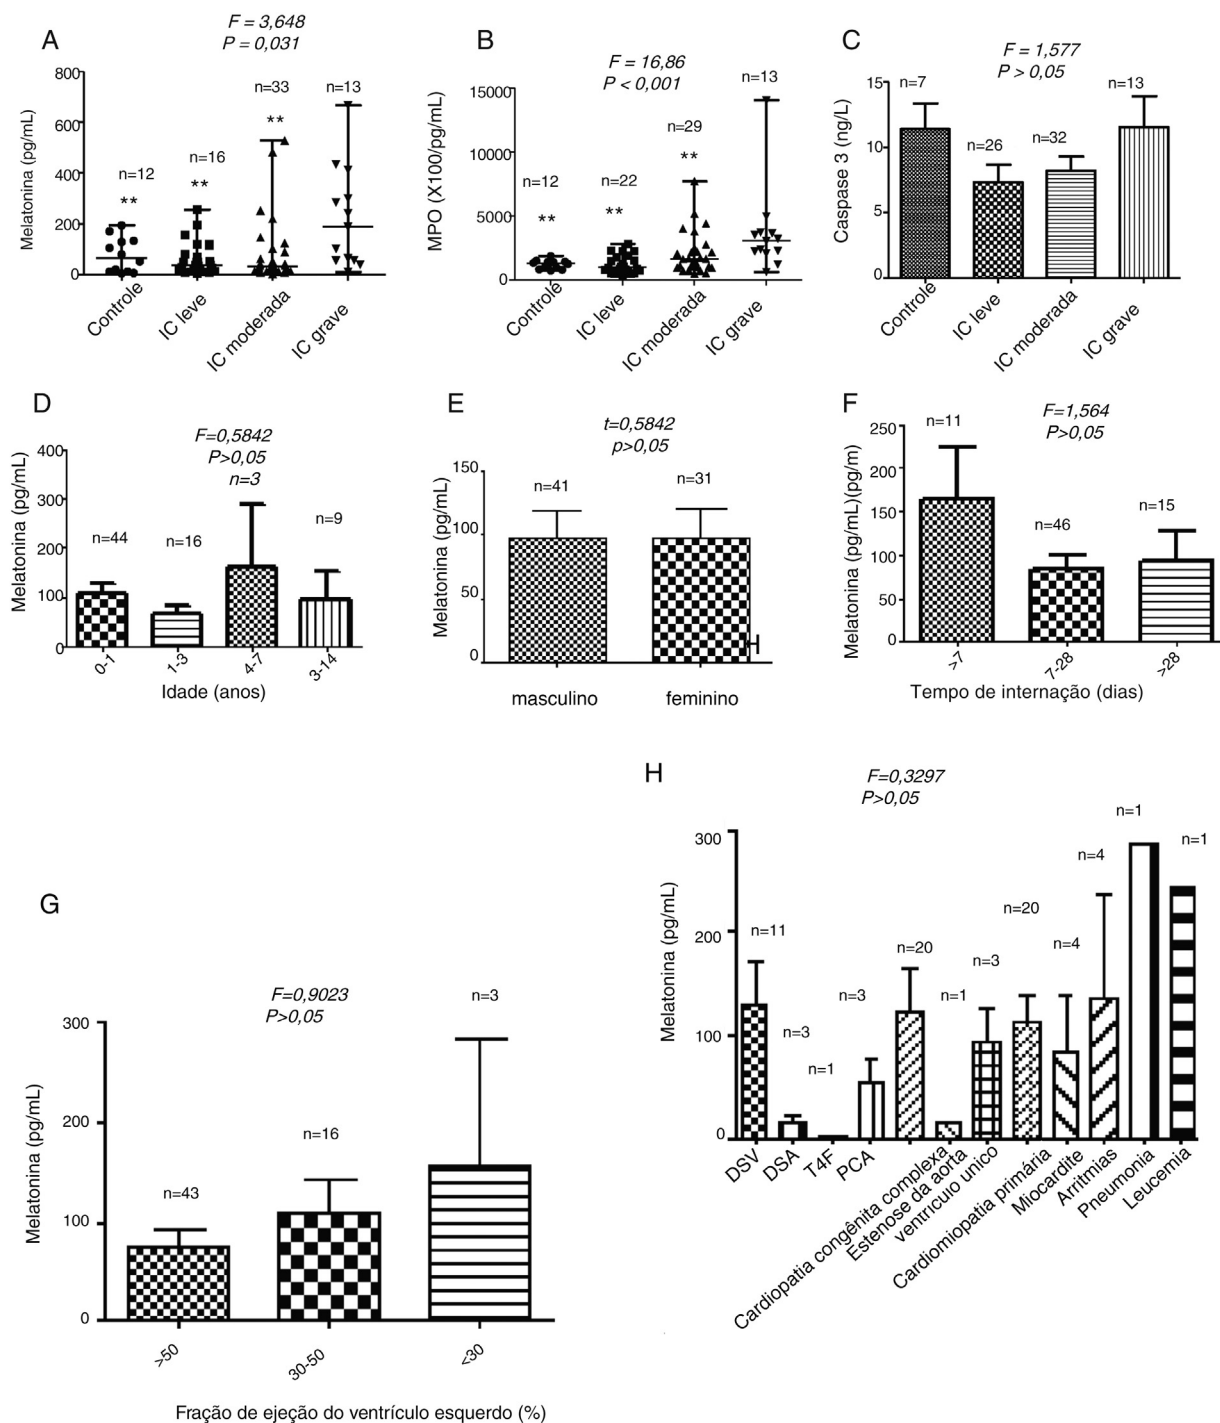 A
F = 3,648
P = 0,031
Melatonina (pg/mL)
800
600
400
200
0
n=12
n=16
n=33
n=13
**
**
**
Controle
IC leve
IC moderada
IC grave
B
F = 16,86
P < 0,001
MPO (X100/pg/mL)
15000
10000
5000
0
n=12
n=22
n=29
n=13
**
**
**
Controle
IC leve
IC moderada
IC grave
C
F = 1,577
P > 0,05
Caspase 3 (ng/L)
15
10
5
0
n=7
n=26
n=32
n=13
Controle
IC leve
IC moderada
IC grave
D
F=0,5842
P>0,05
n=3
Melatonina (pg/mL)
400
300
200
100
0
n=44
n=16
n=9
0-1
1-3
4-7
3-14
Idade (anos)
E
t=0,5842
p>0,05
Melatonina (pg/mL)
150
100
50
0
n=41
n=31
masculino
feminino
F
F=1,564
P>0,05
Melatonina (pg/mL)(pg/m)
250
200
150
100
50
0
n=11
n=46
n=15
>7
7-28
>28
Tempo de internação (dias)
G
F=0,9023
P>0,05
Melatonina (pg/mL)
300
200
100
0
n=43
n=16
n=3
>50
30-50
<30
Fração de ejeção do ventrículo esquerdo (%)
H
F=0,3297
P>0,05
Melatonina (pg/mL)
300
200
100
0
n=11
n=3
n=1
n=3
n=20
n=1
n=3
n=20
n=4
n=4
n=1
n=1
DSV
DSA
T4F
PCA
Cardiopatia congênita complexa
Estenose da aorta
ventrículo unico
Cardiomiopatia primária
Miocardite
Arritmias
Pneumonia
Leucemia